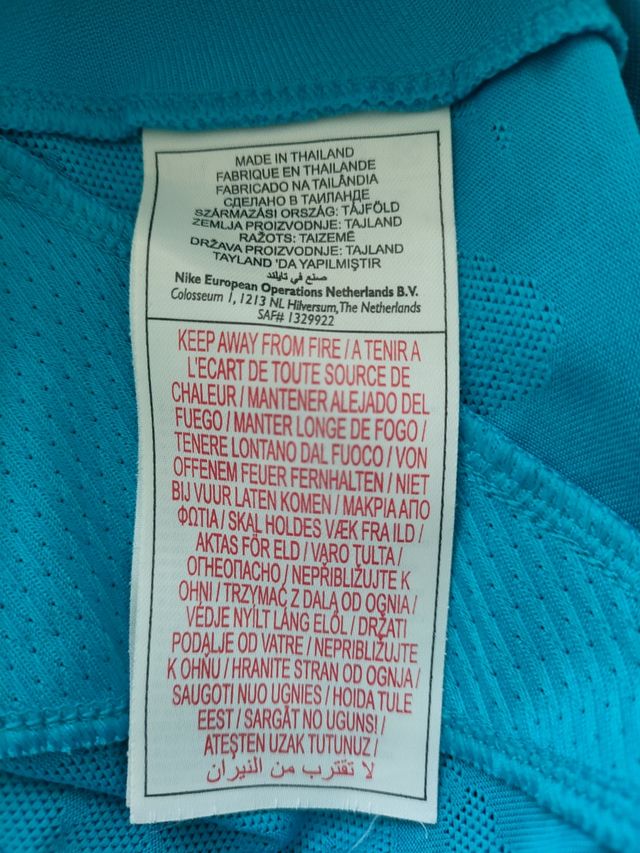 MADE IN THAILAND
FABRIQUE EN THAILANDE
FABRICADO NA TAILÂNDIA
СДЕЛАНО В ТАИЛАНДЕ
SZÁRMAZÁSI ORSZÁG: TÁJFÖLD
ZEMLJA PROIZVODNJE: TAJLAND
RAŽOTS: TAIZEMĒ
DRŽAVA PROIZVODNJE: TAJLAND
TAYLAND 'DA YAPILMIŞTIR
صنع في تايلند
Nike European Operations Netherlands B.V.
Colosseum 1, 1213 NL Hilversum, The Netherlands
SAF# 1329922
KEEP AWAY FROM FIRE / A TENIR A
L'ECART DE TOUTE SOURCE DE
CHALEUR / MANTENER ALEJADO DEL
FUEGO / MANTER LONGE DE FOGO /
TENERE LONTANO DAL FUOCO / VON
OFFENEM FEUER FERNHALTEN / NIET
BIJ VUUR LATEN KOMEN / ΜΑΚΡΙΑ ΑΠΟ
ΦΩΤΙΑ / SKAL HOLDES VÆK FRA ILD /
AKTAS FÖR ELD / VARO TULTA /
ОГНЕОПАСНО / NEPŘIBLIŽUJTE K
OHNI / TRZYMAĆ Z DALA OD OGNIA /
VÉDJE NYÍLT LÁNG ELŐL / DRŽATI
PODALJE OD VATRE / NEPRIBLIŽUJTE
K OHŇU / HRANITE STRAN OD OGNJA /
SAUGOTI NUO UGNIES / HOIDA TULE
EEST / SARGĀT NO UGUNS! /
ATEŞTEN UZAK TUTUNUZ /
لا تقترب من النيران